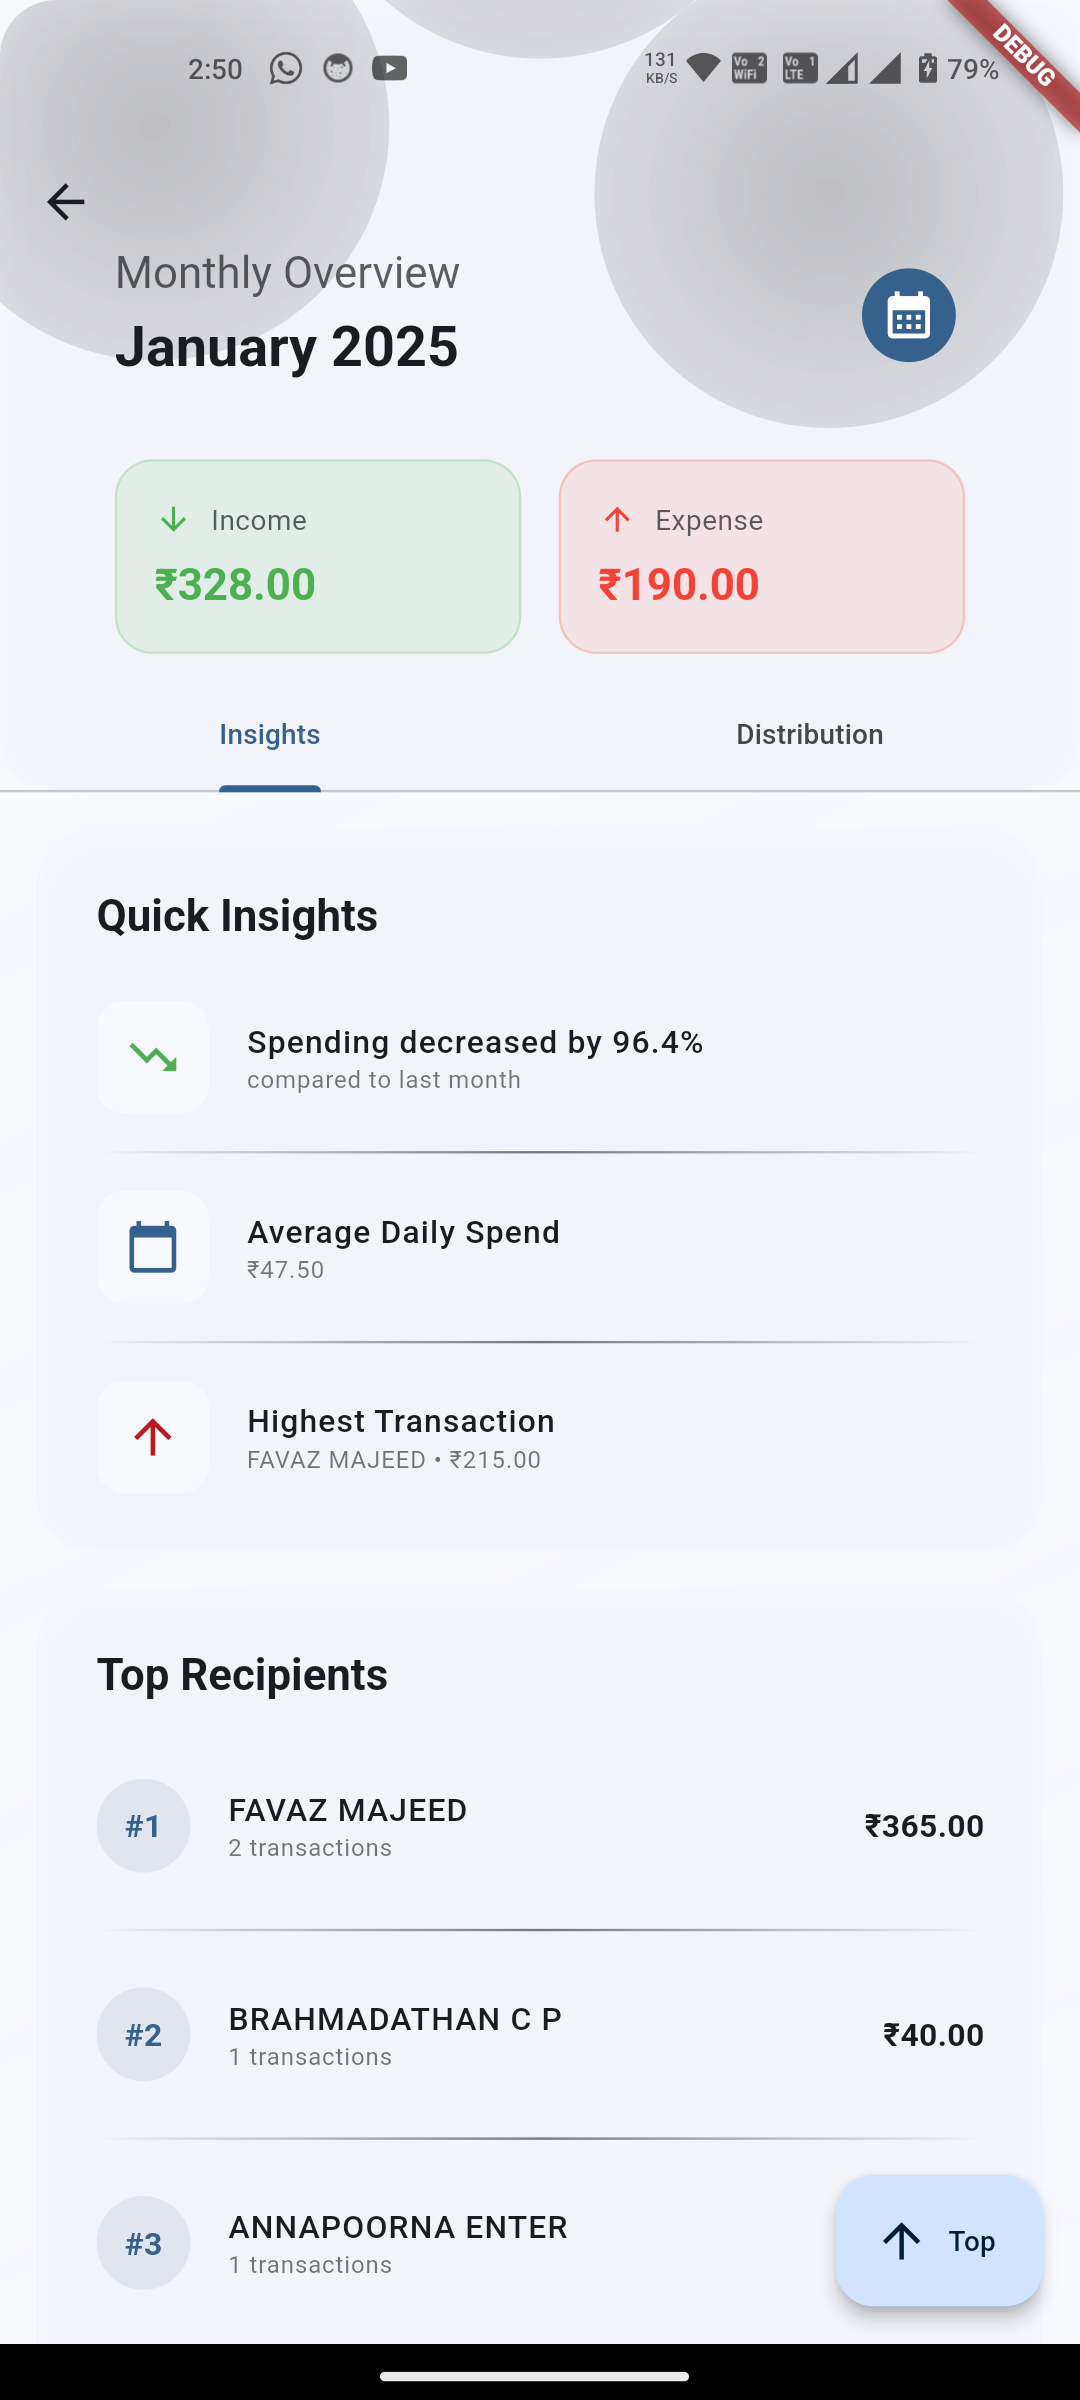 2:50
131
KB/S
Vo 2
WiFi
Vo 1
LTE
79%
DEBUG
Monthly Overview
January 2025
Income
₹328.00
Expense
₹190.00
Insights
Distribution
Quick Insights
Spending decreased by 96.4%
compared to last month
Average Daily Spend
₹47.50
Highest Transaction
FAVAZ MAJEED • ₹215.00
Top Recipients
#1
FAVAZ MAJEED
2 transactions
₹365.00
#2
BRAHMADATHAN C P
1 transactions
₹40.00
#3
ANNAPOORNA ENTER
1 transactions
Top